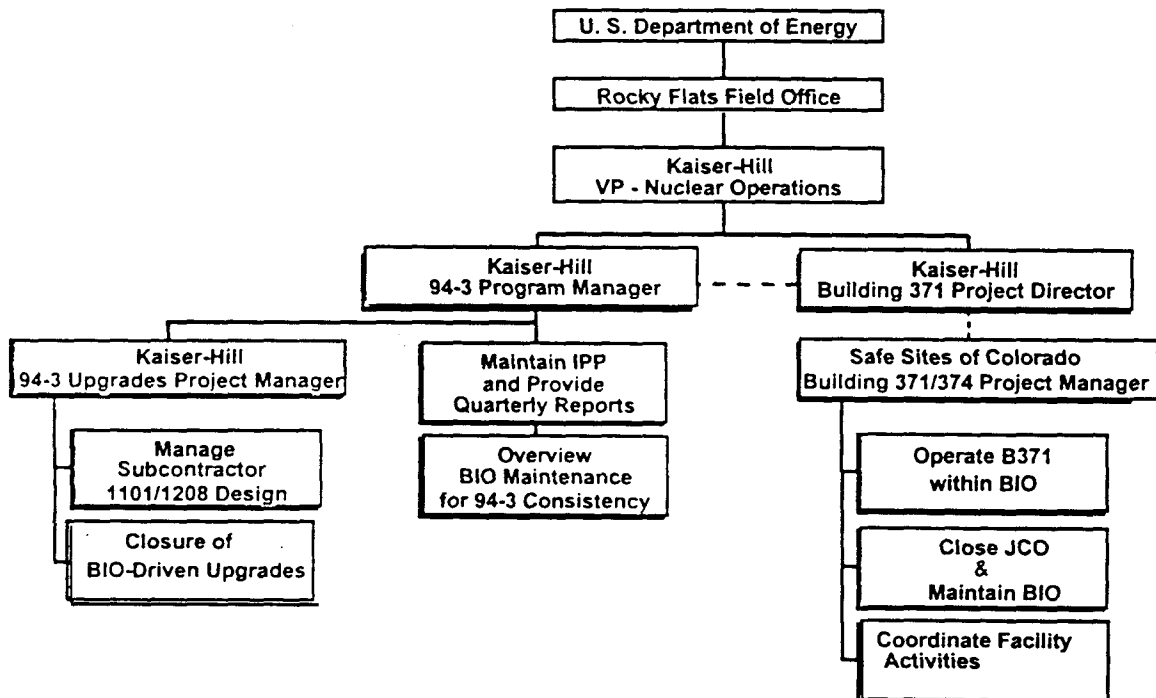 U. S. Department of Energy
Rocky Flats Field Office
Kaiser-Hill
VP - Nuclear Operations
Kaiser-Hill
94-3 Program Manager
Kaiser-Hill
Building 371 Project Director
Kaiser-Hill
94-3 Upgrades Project Manager
Maintain IPP
and Provide
Quarterly Reports
Safe Sites of Colorado
Building 371/374 Project Manager
Manage
Subcontractor
1101/1208 Design
Overview
BIO Maintenance
for 94-3 Consistency
Operate B371
within BIO
Closure of
BIO-Driven Upgrades
Close JCO
&
Maintain BIO
Coordinate Facility
Activities